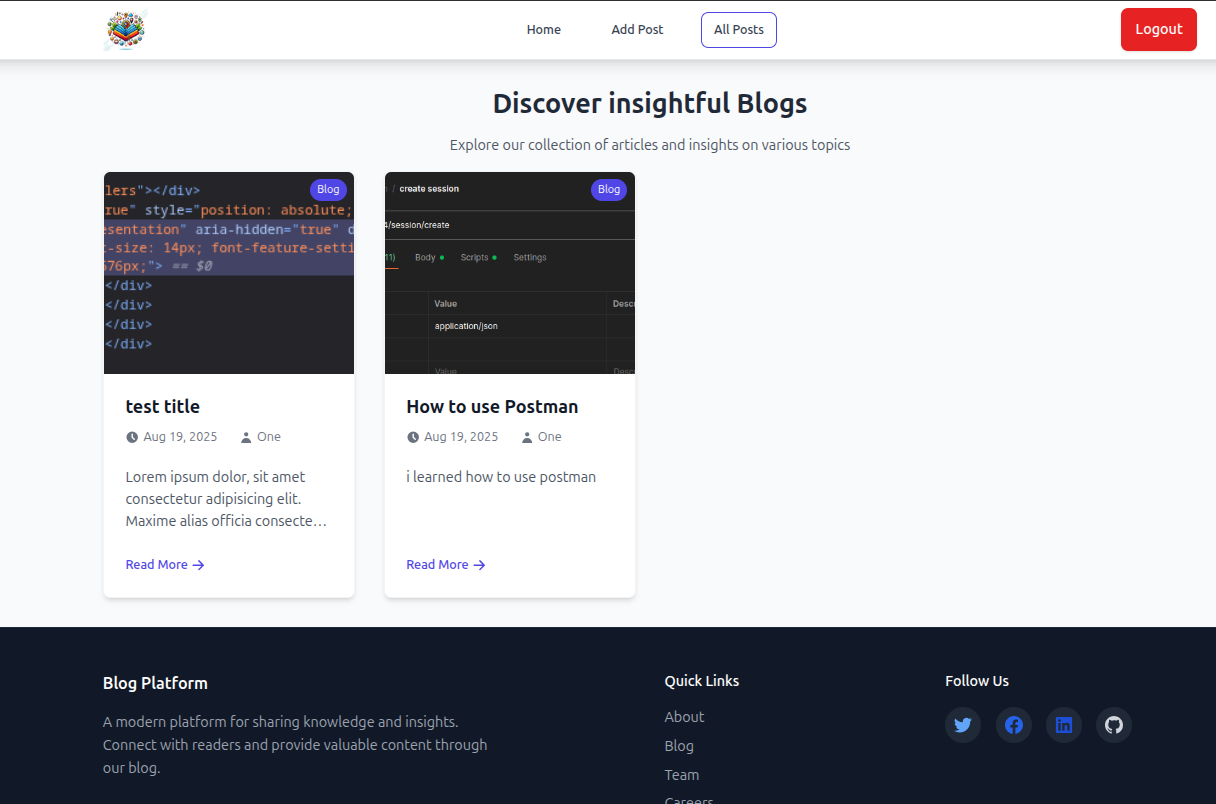 Home
Add Post
All Posts
Logout
Discover insightful Blogs
Explore our collection of articles and insights on various topics
Blog
lers"></div>
rue" style="position: absolute;
esentation" aria-hidden="true"
t-size: 14px; font-feature-setti
576px;"> == $0
</div>
</div>
</div>
</div>
test title
Aug 19, 2025 One
Lorem ipsum dolor, sit amet
consectetur adipisicing elit.
Maxime alias officia consecte…
Read More →
Blog
/ create session
/session/create
11) Body Scripts Settings
Value Descr
application/json
Value Descr
How to use Postman
Aug 19, 2025 One
i learned how to use postman
Read More →
Blog Platform
A modern platform for sharing knowledge and insights.
Connect with readers and provide valuable content through
our blog.
Quick Links
About
Blog
Team
Careers
Follow Us